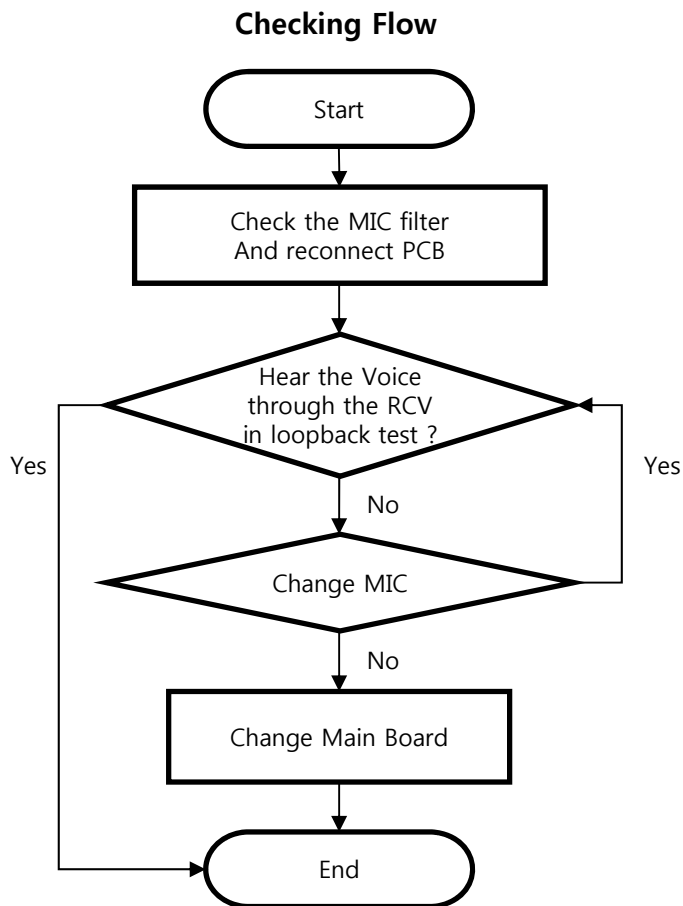 Checking Flow
Start
Check the MIC filter
And reconnect PCB
Hear the Voice
through the RCV
in loopback test ?
Yes
Yes
No
Change MIC
No
Change Main Board
End